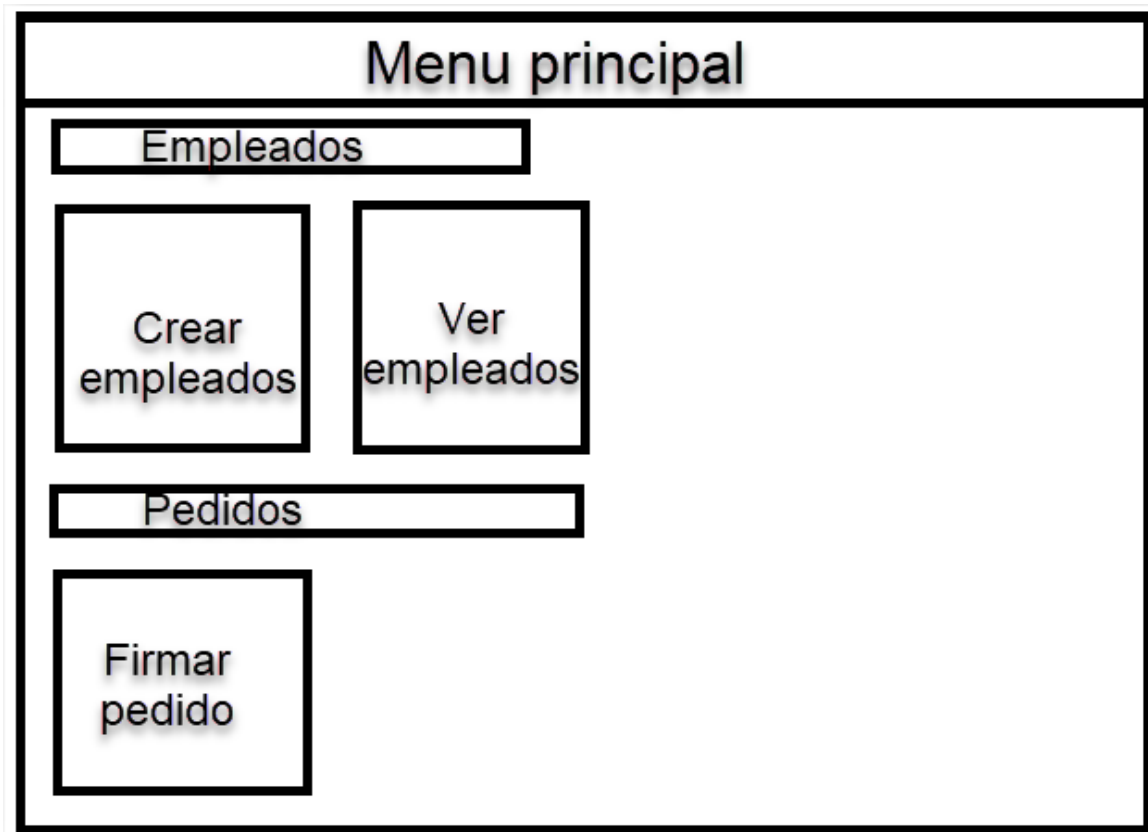 Menu principal
Empleados
Crear
empleados
Ver
empleados
Pedidos
Firmar
pedido